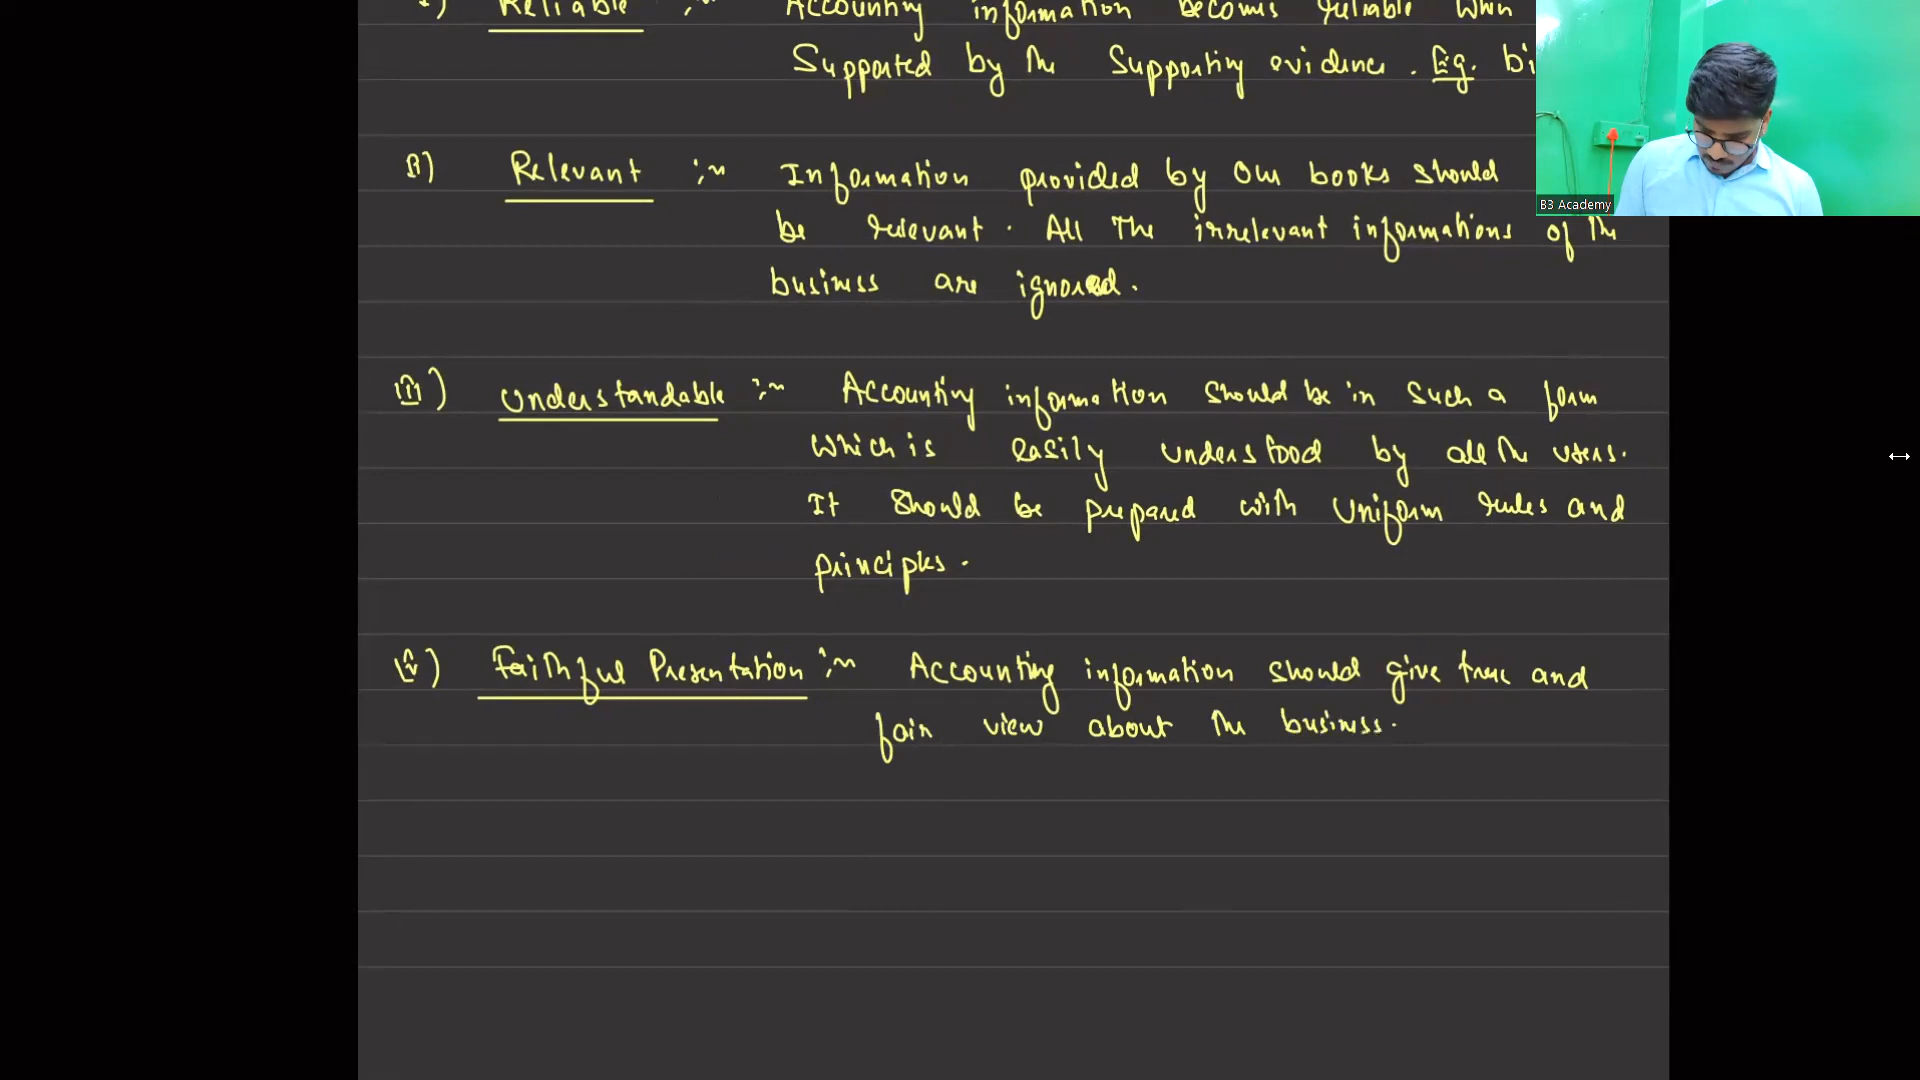 I) Reliable :~ Accounting information becomes reliable when
Supported by the Supporting evidence. Eg.
II) Relevant :~ Information provided by our books should
be relevant. All the irrelevant informations of the
business are ignored.
III) Understandable :~ Accounting information should be in such a form
which is easily understood by all the users.
It should be prepared with uniform rules and
principles.
IV) Faithful Presentation :~ Accounting information should give true and
fair view about the business.
B3 Academy